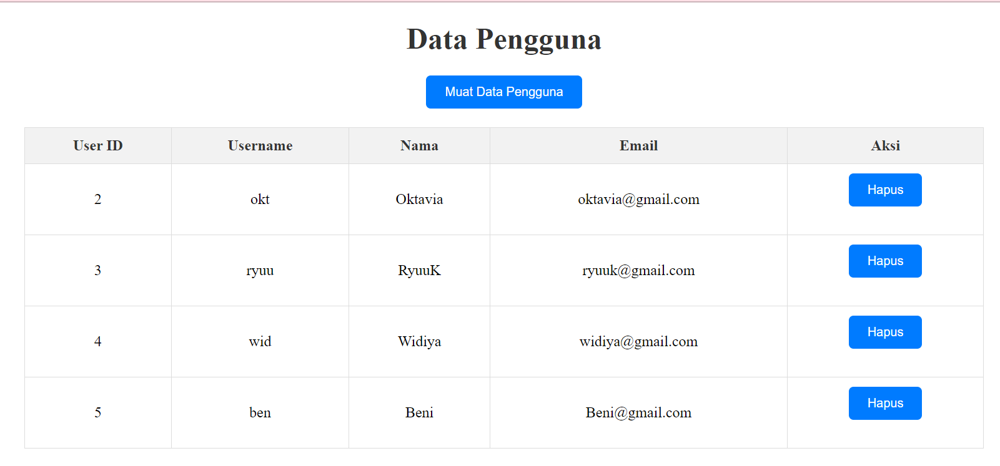 Data Pengguna
Muat Data Pengguna
User ID Username Nama Email Aksi
2 okt Oktavia oktavia@gmail.com Hapus
3 ryuu RyuuK ryuuk@gmail.com Hapus
4 wid Widiya widiya@gmail.com Hapus
5 ben Beni Beni@gmail.com Hapus